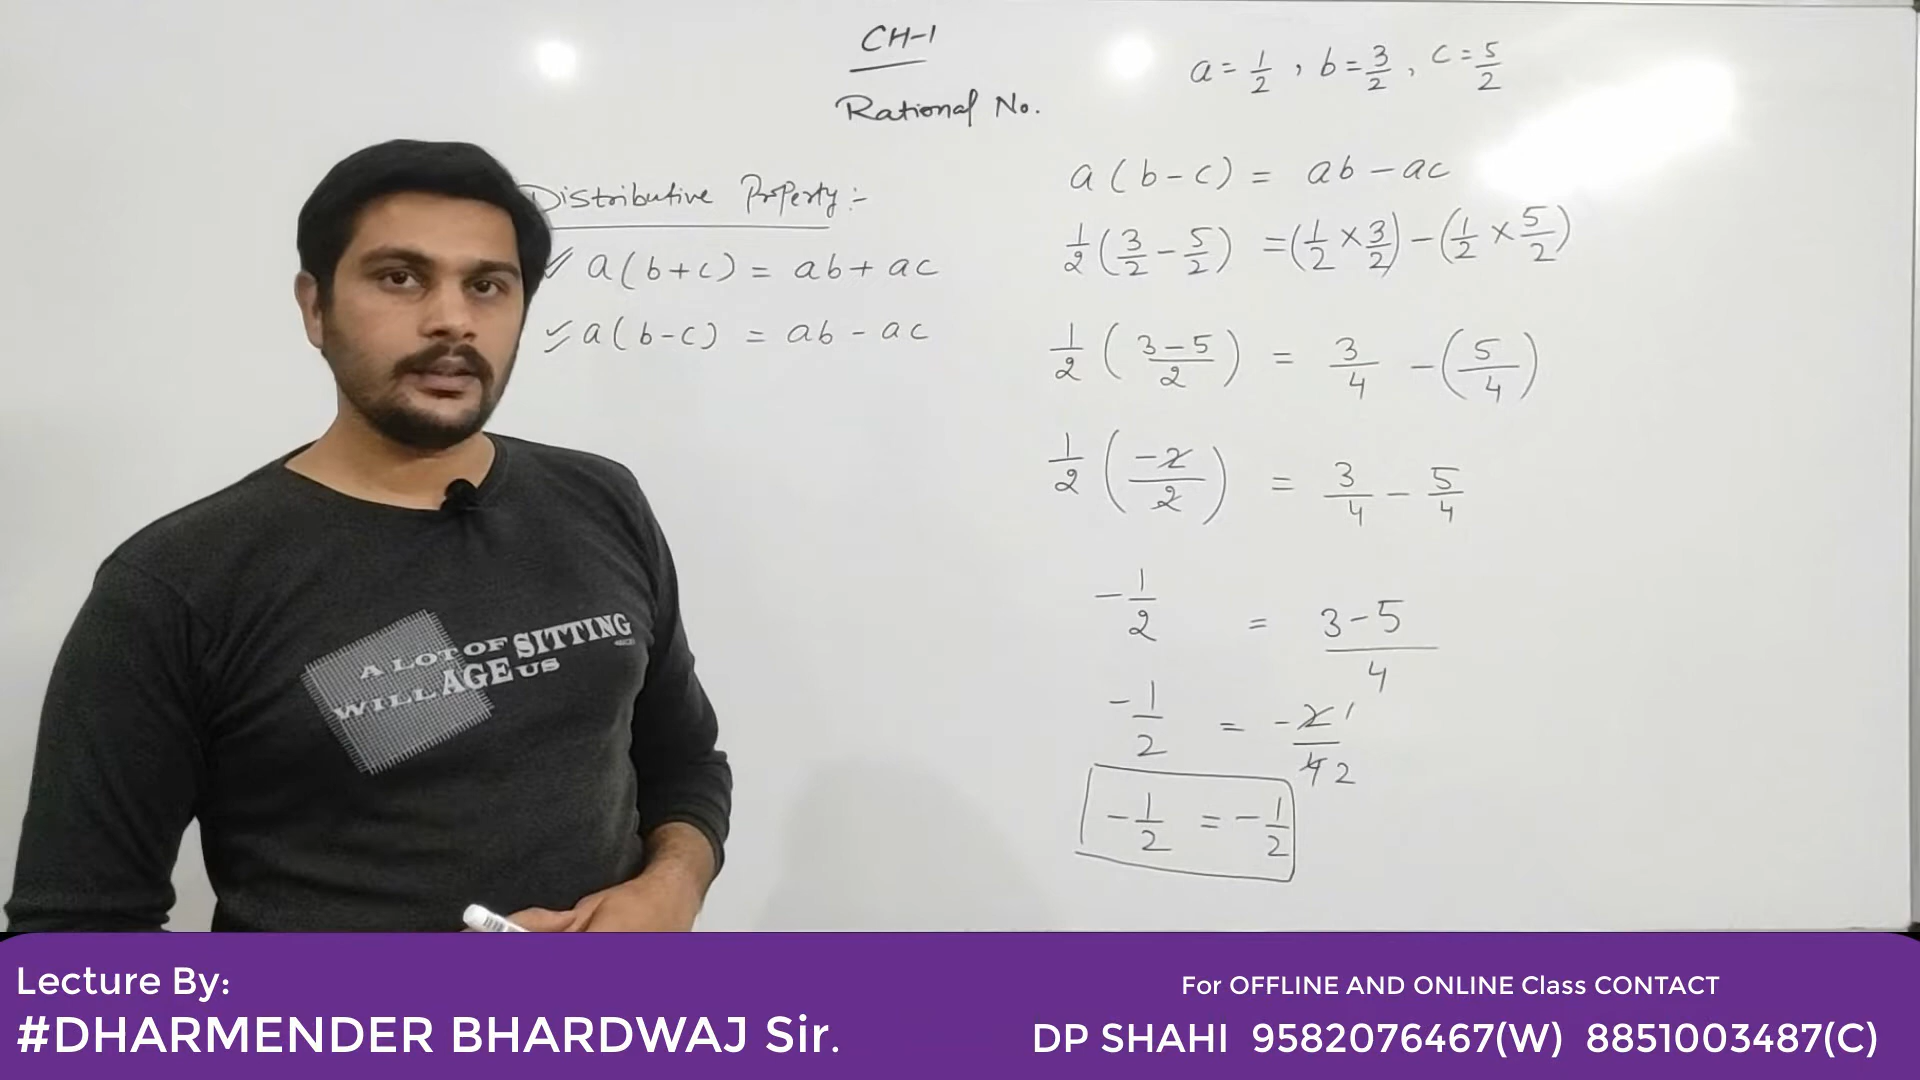 CH-1
Rational No.
Distributive Property:-
✓ a(b+c) = ab + ac
✓ a(b-c) = ab - ac
a = 1/2 , b = 3/2 , c = 5/2
a(b-c) = ab - ac
1/2 (3/2 - 5/2) = (1/2 × 3/2) - (1/2 × 5/2)
1/2 ((3-5)/2) = 3/4 - (5/4)
1/2 (-2/2) = 3/4 - 5/4
-1/2 = (3-5)/4
-1/2 = -2 1/4 2
-1/2 = -1/2
A LOT OF SITTING
WILL AGE US
Lecture By:
#DHARMENDER BHARDWAJ Sir.
For OFFLINE AND ONLINE Class CONTACT
DP SHAHI 9582076467(W) 8851003487(C)